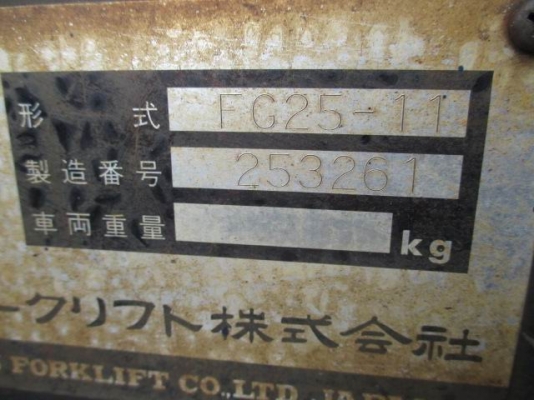 形式 FG25-11
製造番号 253261
車両重量 kg
ークリフト株式会社
FORKLIFT CO.,LTD.